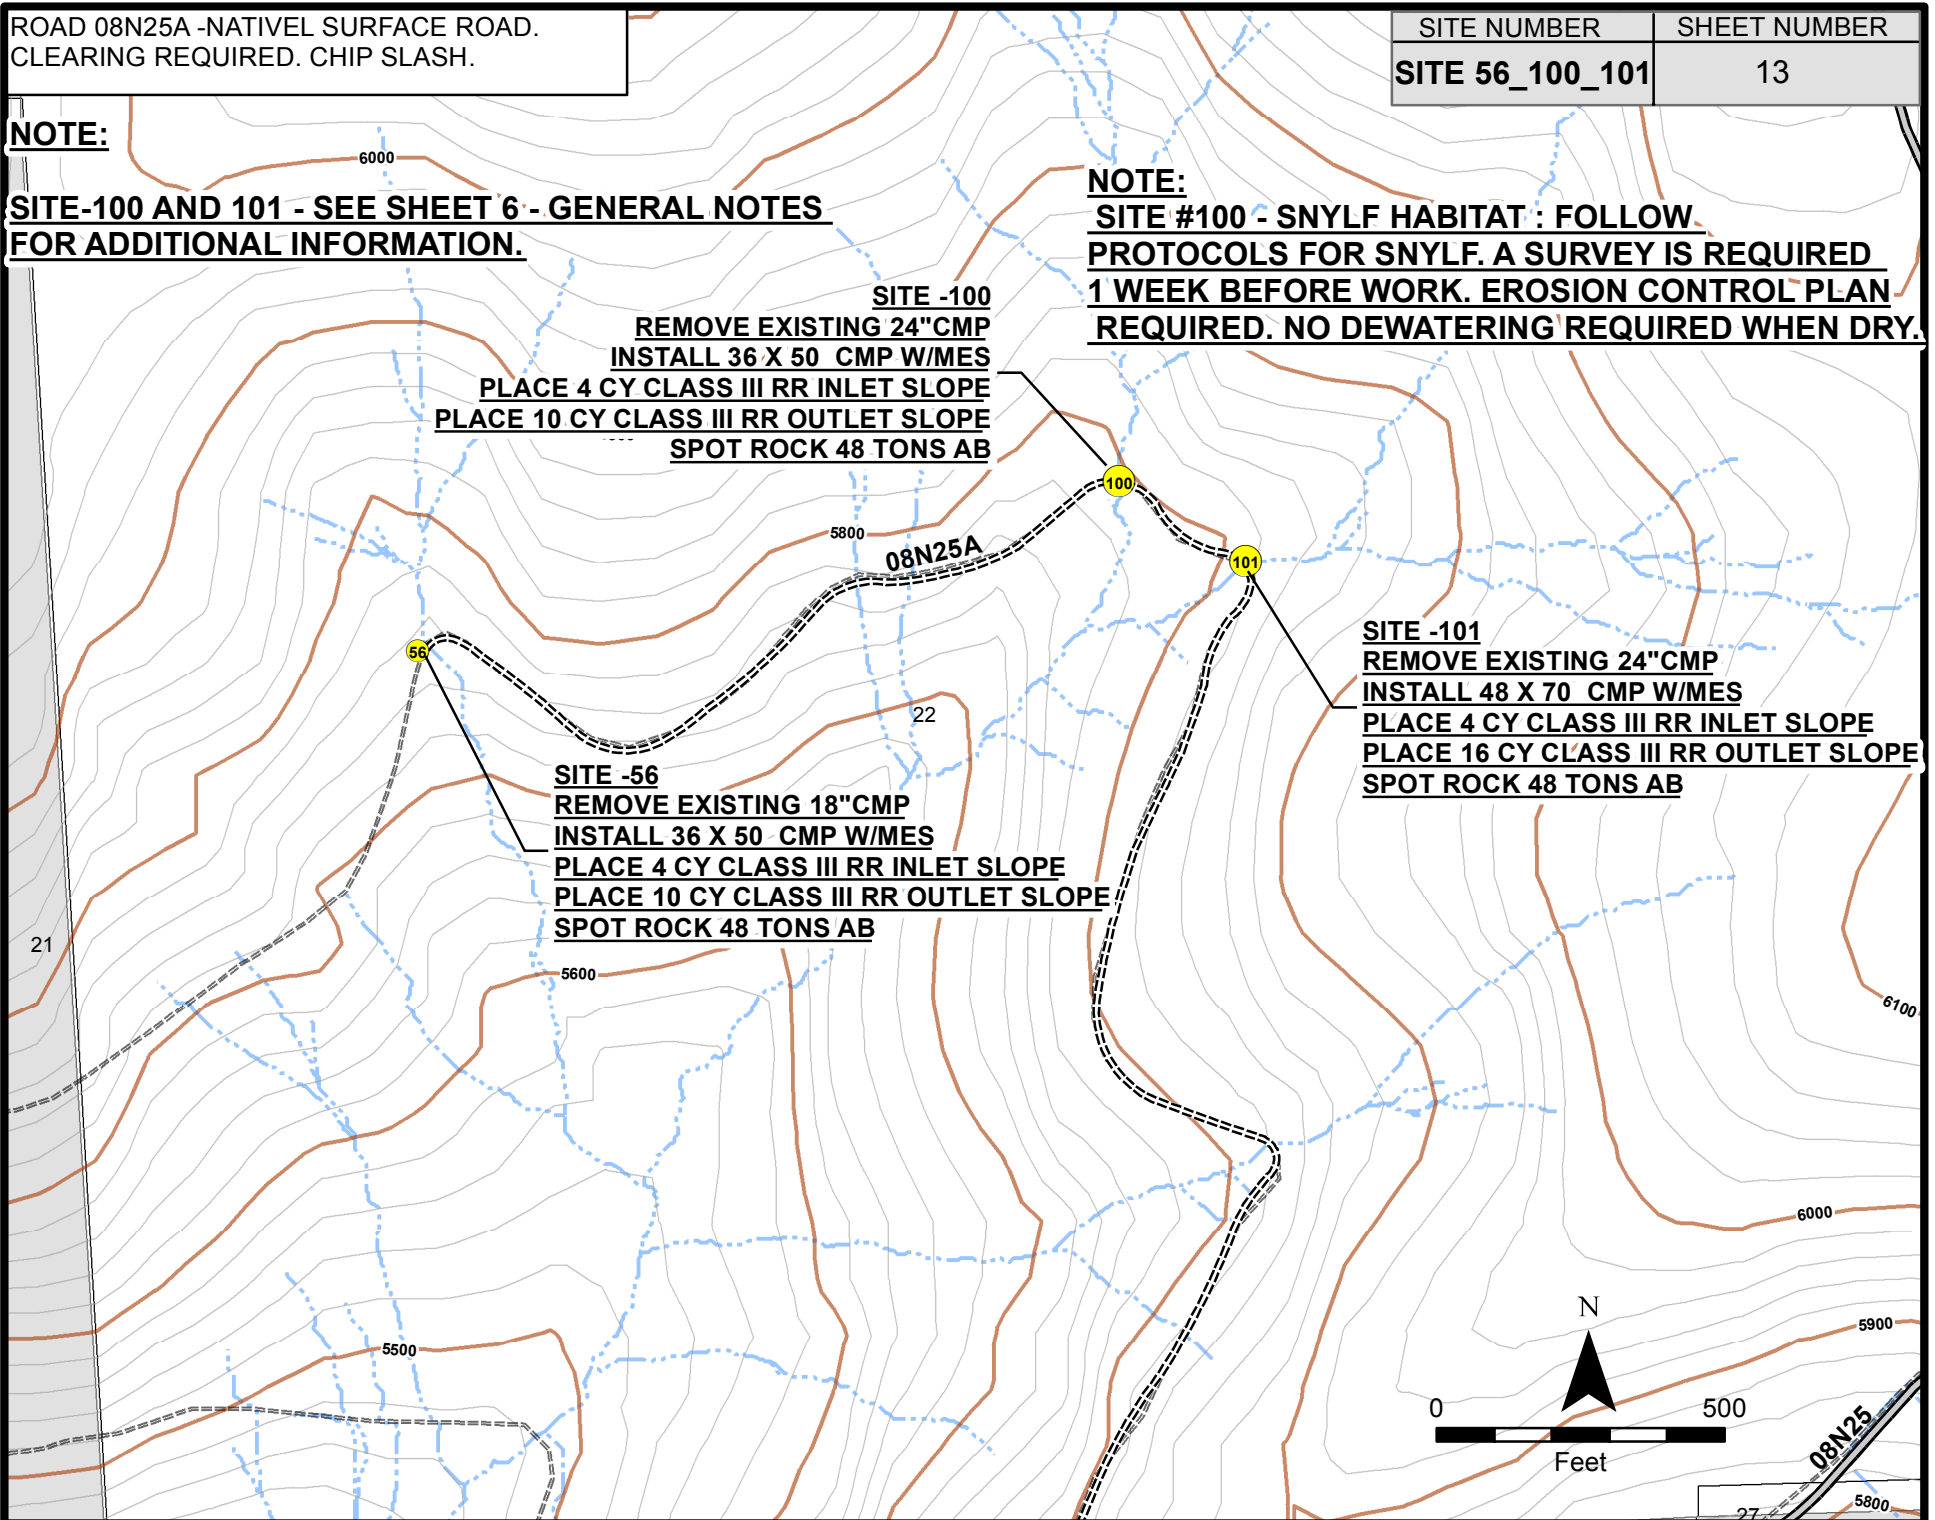 ROAD 08N25A -NATIVEL SURFACE ROAD.
CLEARING REQUIRED. CHIP SLASH.
SITE NUMBER SHEET NUMBER
SITE 56_100_101 13
NOTE:
SITE-100 AND 101 - SEE SHEET 6 - GENERAL NOTES
FOR ADDITIONAL INFORMATION.
NOTE:
SITE #100 - SNYLF HABITAT : FOLLOW
PROTOCOLS FOR SNYLF. A SURVEY IS REQUIRED
1 WEEK BEFORE WORK. EROSION CONTROL PLAN
REQUIRED. NO DEWATERING REQUIRED WHEN DRY.
6000
SITE -100
REMOVE EXISTING 24"CMP
INSTALL 36 X 50 CMP W/MES
PLACE 4 CY CLASS III RR INLET SLOPE
PLACE 10 CY CLASS III RR OUTLET SLOPE
SPOT ROCK 48 TONS AB
100
5800
08N25A
101
56
SITE -101
REMOVE EXISTING 24"CMP
INSTALL 48 X 70 CMP W/MES
PLACE 4 CY CLASS III RR INLET SLOPE
PLACE 16 CY CLASS III RR OUTLET SLOPE
SPOT ROCK 48 TONS AB
22
SITE -56
REMOVE EXISTING 18"CMP
INSTALL 36 X 50 CMP W/MES
PLACE 4 CY CLASS III RR INLET SLOPE
PLACE 10 CY CLASS III RR OUTLET SLOPE
SPOT ROCK 48 TONS AB
21
5600
6100
6000
N
5900
5500
0 500
Feet
08N25
5800
27